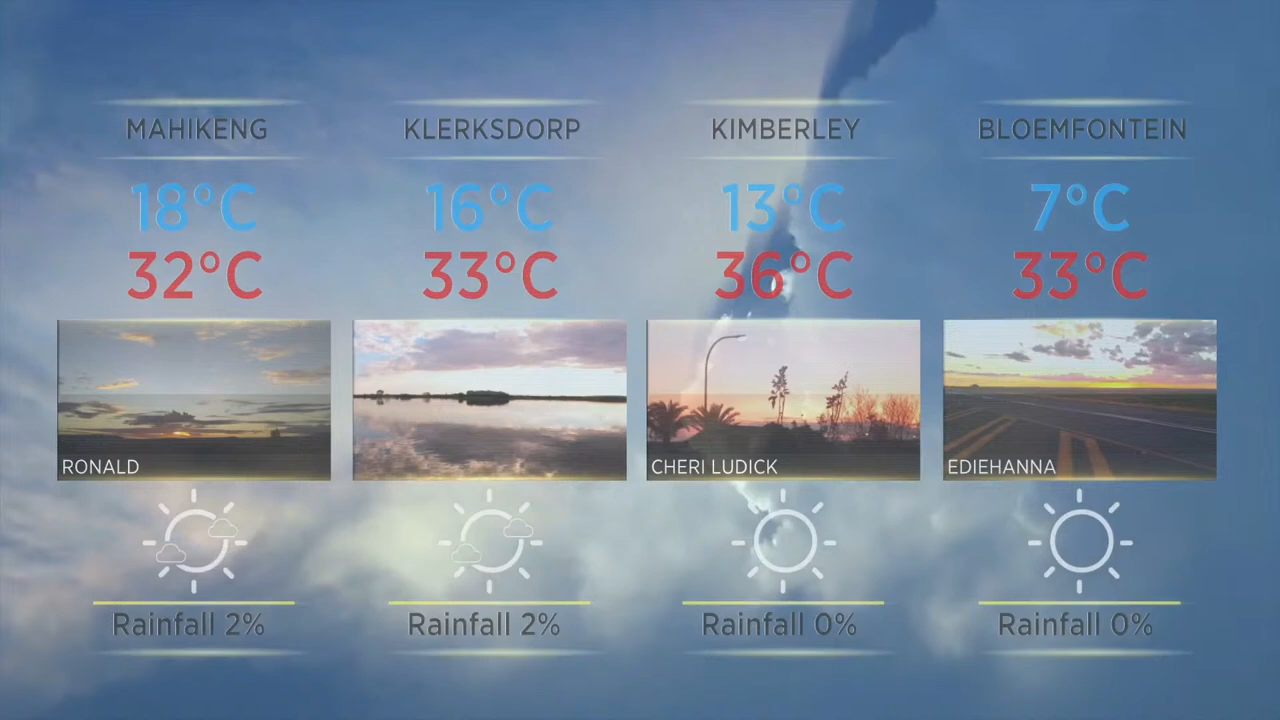 MAHIKENG
18°C
32°C
RONALD
Rainfall 2%
KLERKSDORP
16°C
33°C
Rainfall 2%
KIMBERLEY
13°C
36°C
CHERI LUDICK
Rainfall 0%
BLOEMFONTEIN
7°C
33°C
EDIEHANNA
Rainfall 0%